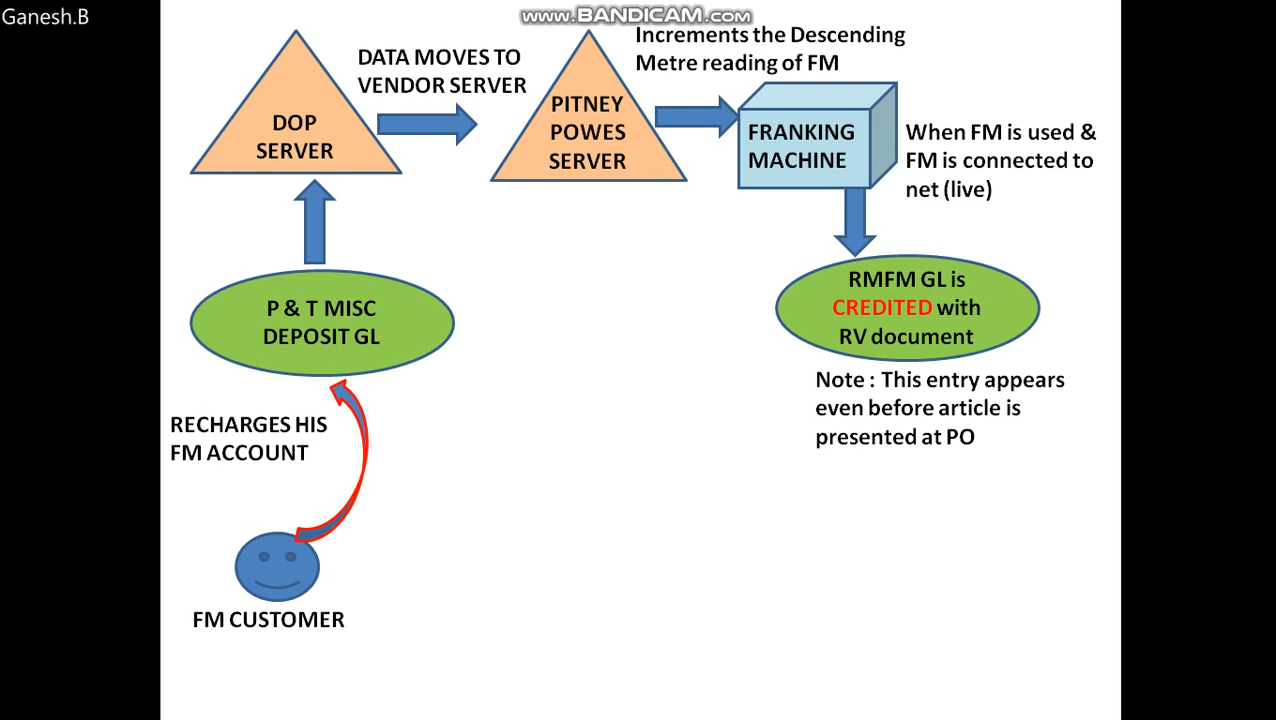 Ganesh.B
www.BANDICAM.com
Increments the Descending
Metre reading of FM
DATA MOVES TO
VENDOR SERVER
DOP
SERVER
PITNEY
POWES
SERVER
FRANKING
MACHINE
When FM is used &
FM is connected to
net (live)
P & T MISC
DEPOSIT GL
RMFM GL is
CREDITED with
RV document
Note : This entry appears
even before article is
presented at PO
RECHARGES HIS
FM ACCOUNT
FM CUSTOMER